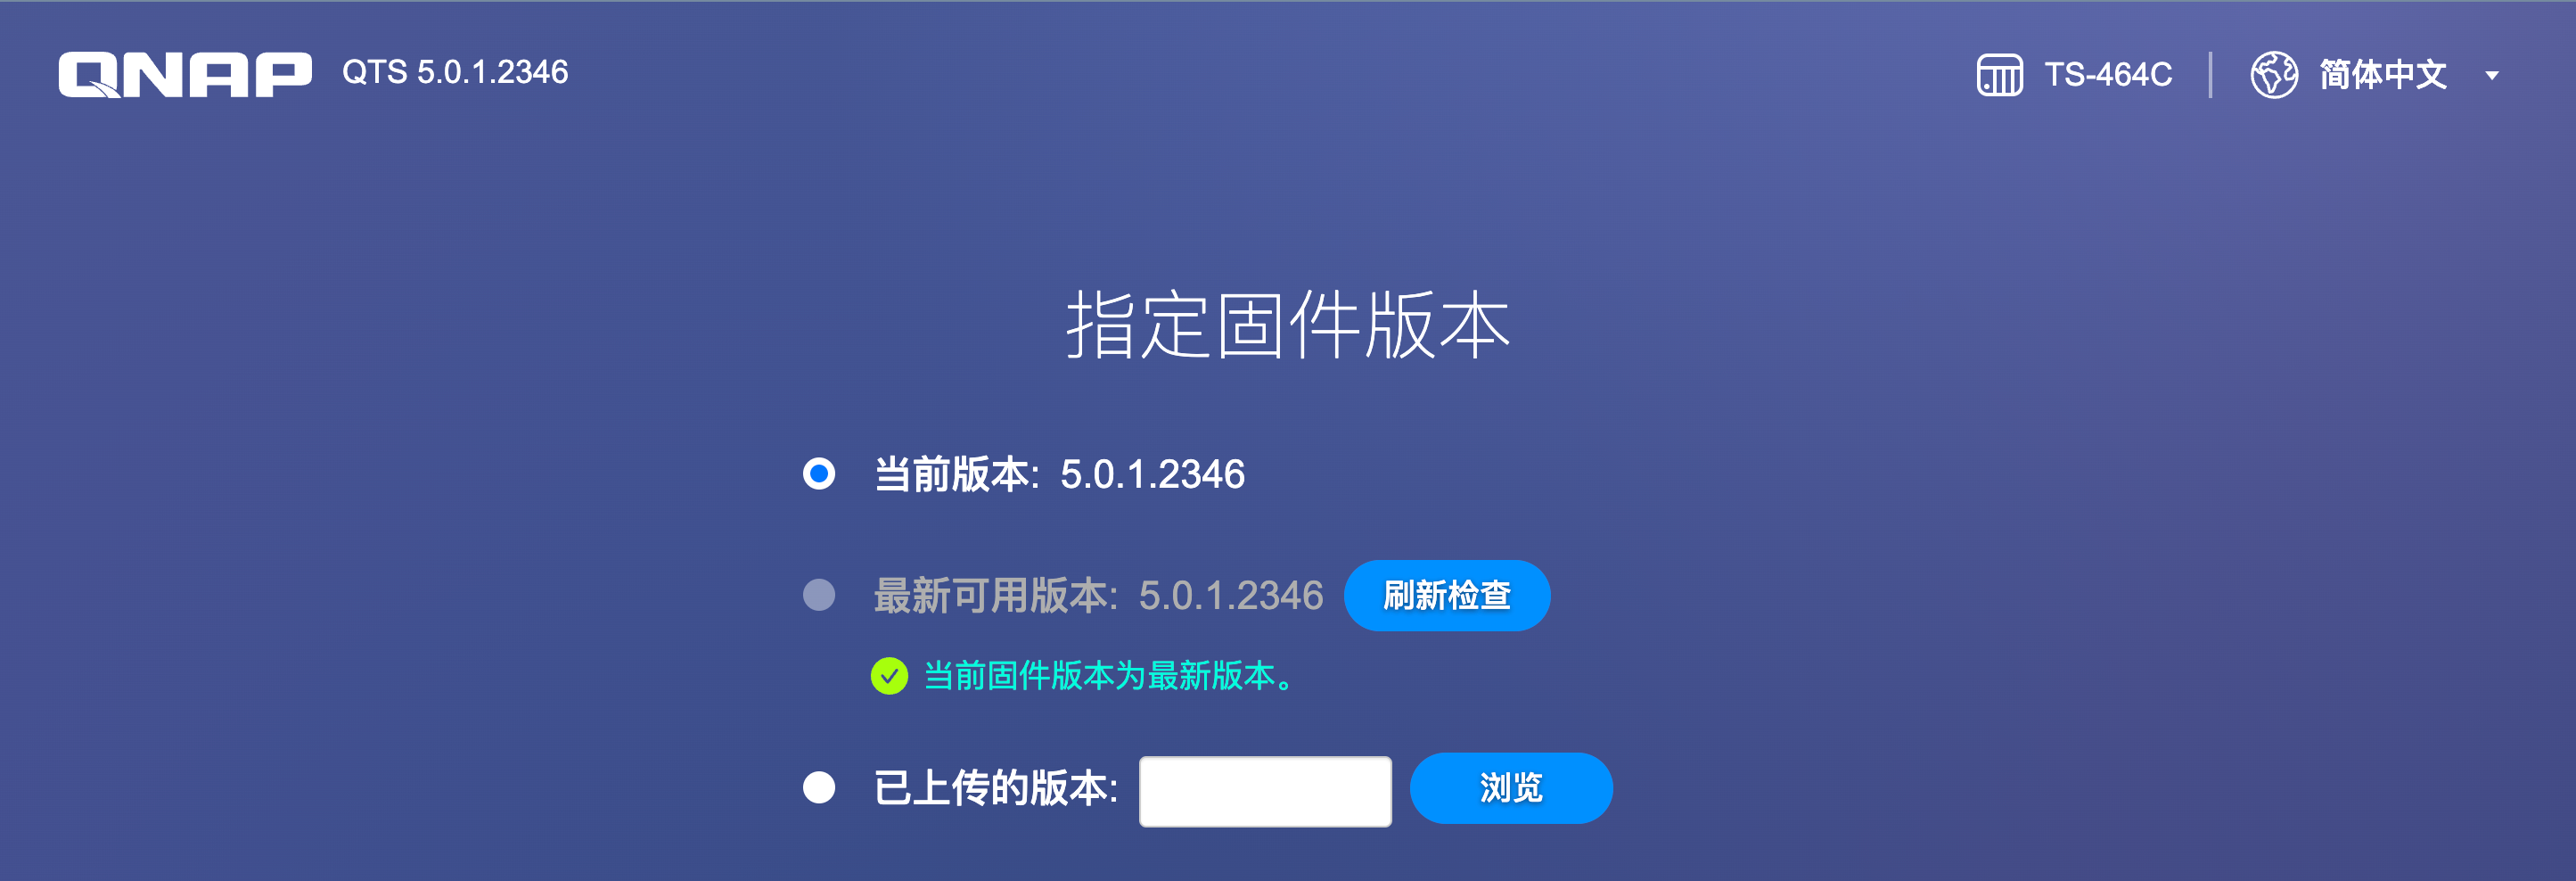 QNAP QTS 5.0.1.2346 TS-464C 简体中文
指定固件版本
当前版本: 5.0.1.2346
最新可用版本: 5.0.1.2346 刷新检查
当前固件版本为最新版本。
已上传的版本: 浏览